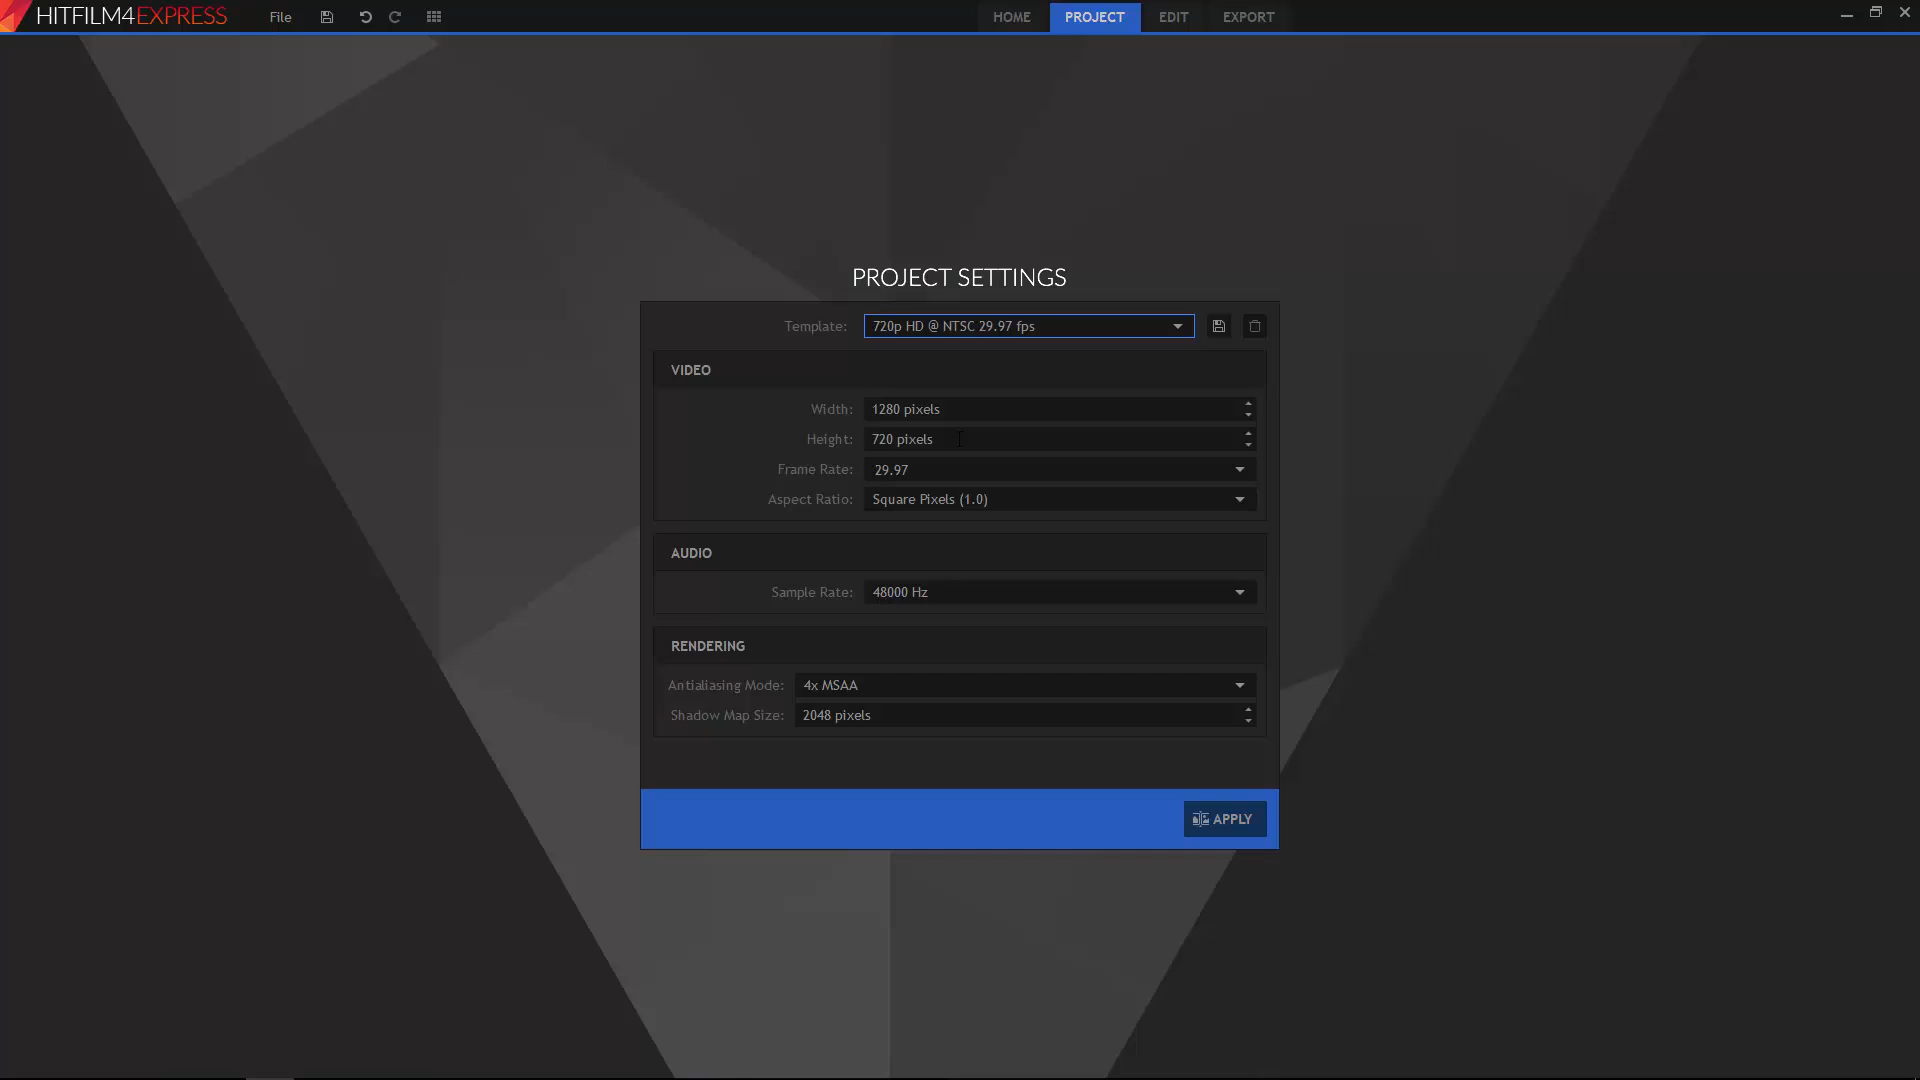 HITFILM4EXPRESS File HOME PROJECT EDIT EXPORT
PROJECT SETTINGS
Template: 720p HD @ NTSC 29.97 fps
VIDEO
Width: 1280 pixels
Height: 720 pixels
Frame Rate: 29.97
Aspect Ratio: Square Pixels (1.0)
AUDIO
Sample Rate: 48000 Hz
RENDERING
Antialiasing Mode: 4x MSAA
Shadow Map Size: 2048 pixels
APPLY